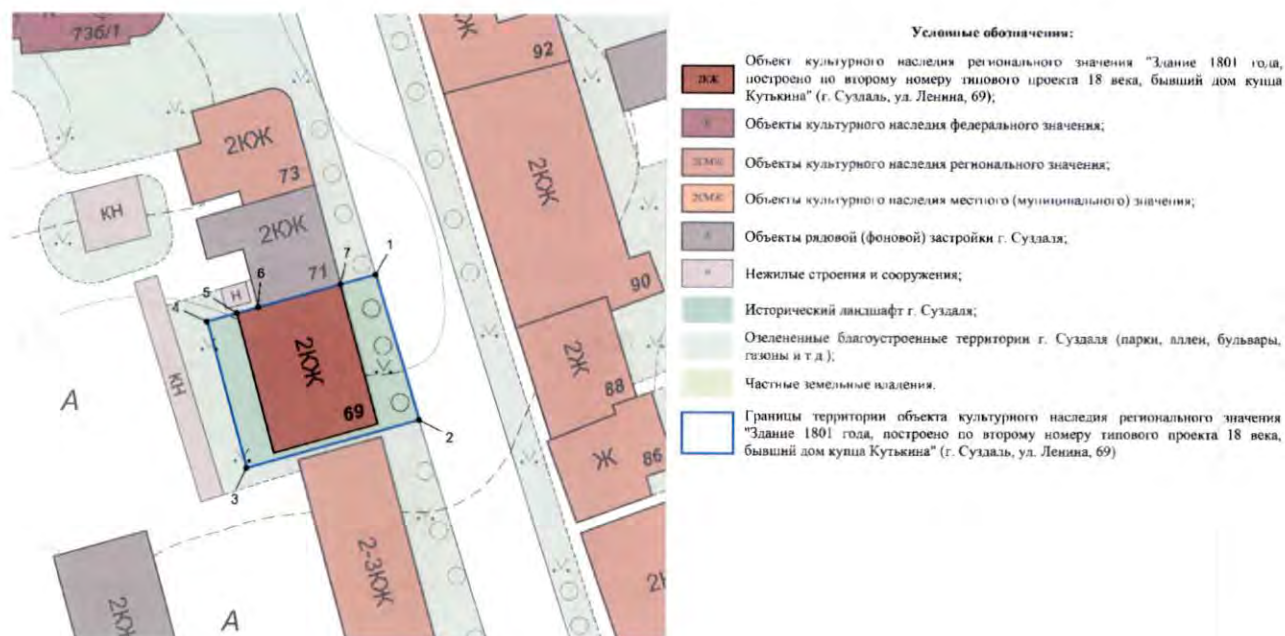 73б/1
92
2КЖ
2КЖ
73
КН
2КЖ
2КЖ
71
7
1
90
6
5
Н
4
2КЖ
2Ж
88
69
КН
А
2
Ж
86
3
2-3КЖ
2КЖ
А
Условные обозначения:
2КЖ
Объект культурного наследия регионального значения "Здание 1801 года,
построено по второму номеру типового проекта 18 века, бывший дом купца
Кутькина" (г. Суздаль, ул. Ленина, 69);
Объекты культурного наследия федерального значения;
Объекты культурного наследия регионального значения;
Объекты культурного наследия местного (муниципального) значения;
Объекты рядовой (фоновой) застройки г. Суздаля;
Нежилые строения и сооружения;
Исторический ландшафт г. Суздаля;
Озелененные благоустроенные территории г. Суздаля (парки, аллеи, бульвары,
газоны и т.д.);
Частные земельные владения.
Границы территории объекта культурного наследия регионального значения
"Здание 1801 года, построено по второму номеру типового проекта 18 века,
бывший дом купца Кутькина" (г. Суздаль, ул. Ленина, 69)